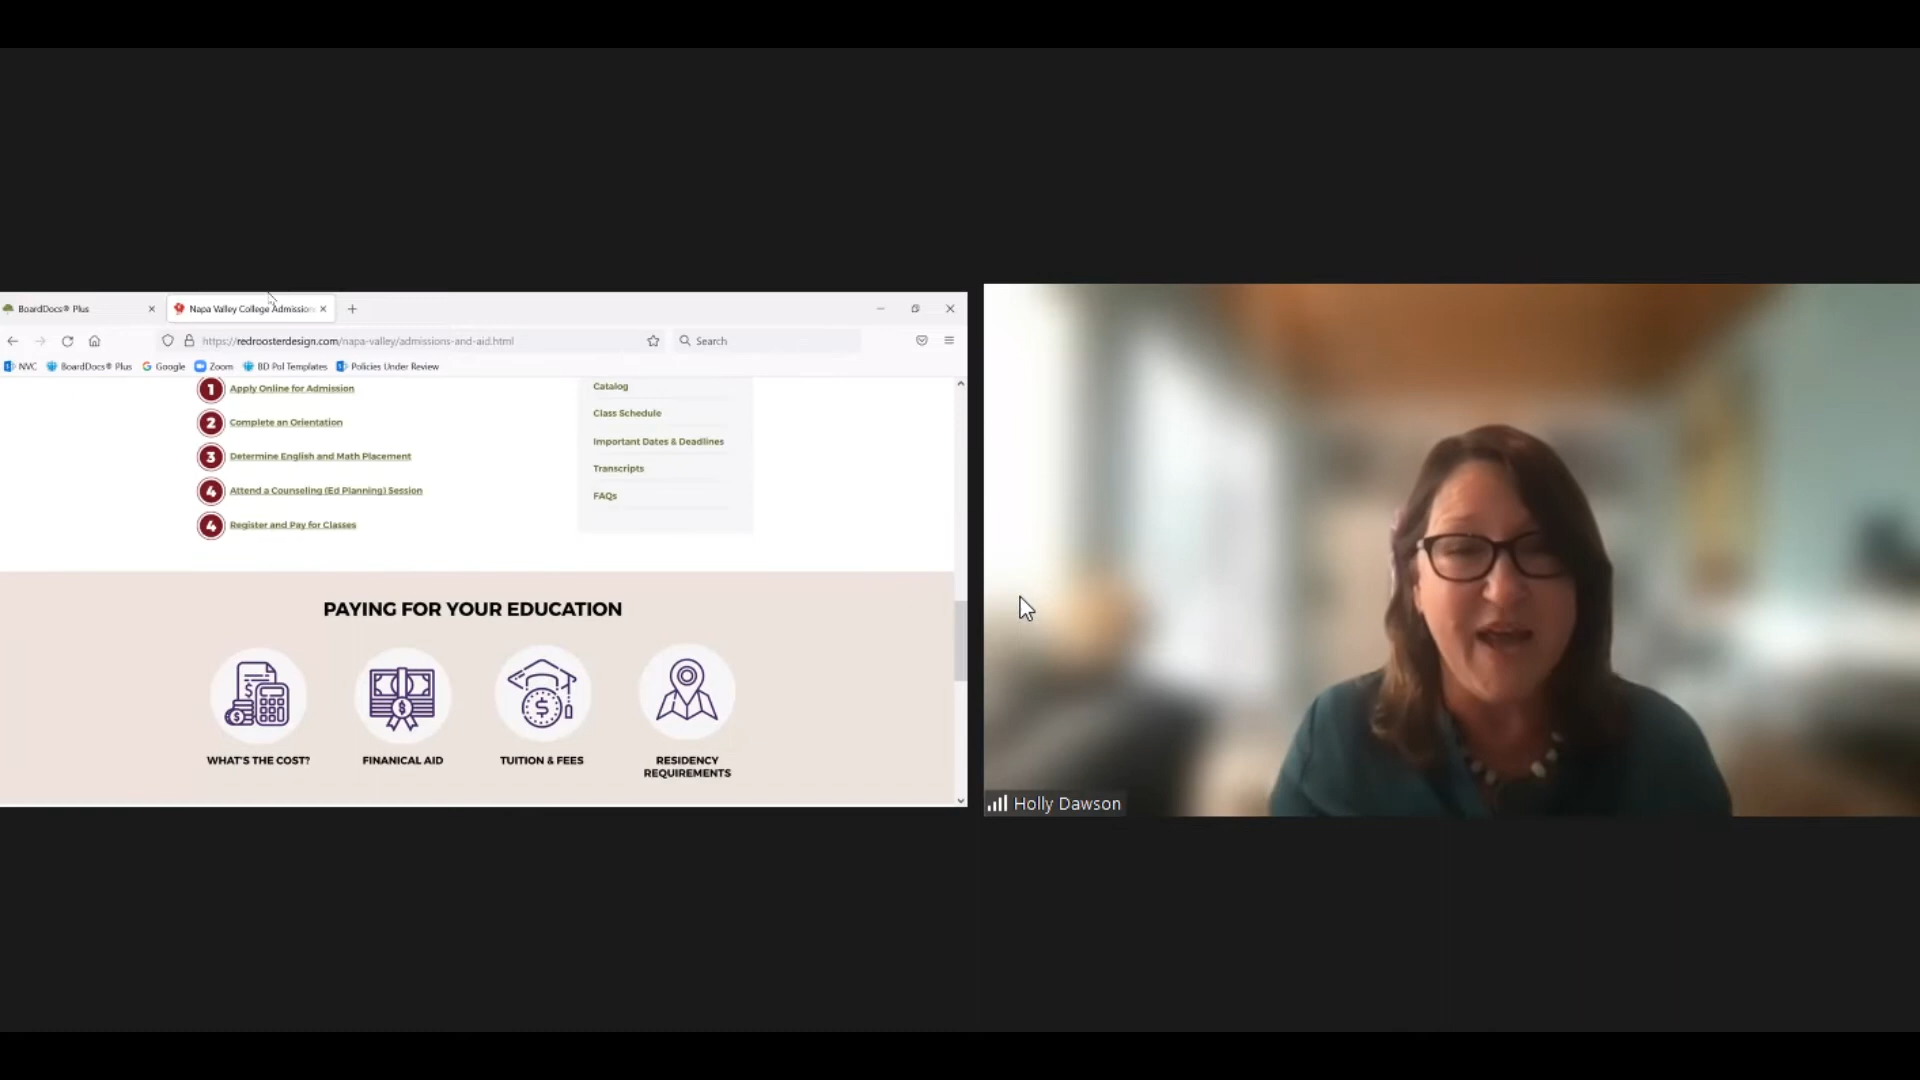 BoardDocs® Plus
Napa Valley College Admission
https://redroosterdesign.com/napa-valley/admissions-and-aid.html
Search
NVC BoardDocs® Plus Google Zoom BD Pol Templates Policies Under Review
1 Apply Online for Admission
2 Complete an Orientation
3 Determine English and Math Placement
4 Attend a Counseling (Ed Planning) Session
4 Register and Pay for Classes
Catalog
Class Schedule
Important Dates & Deadlines
Transcripts
FAQs
PAYING FOR YOUR EDUCATION
WHAT'S THE COST?
FINANICAL AID
TUITION & FEES
RESIDENCY
REQUIREMENTS
Holly Dawson